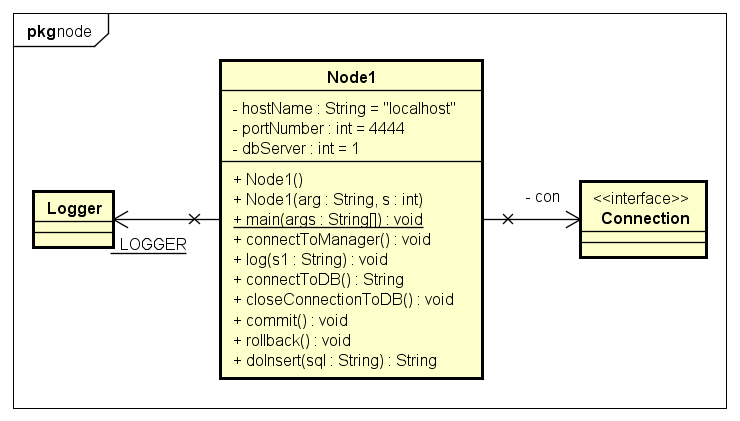 pkg node
Node1
- hostName : String = "localhost"
- portNumber : int = 4444
- dbServer : int = 1
+ Node1()
+ Node1(arg : String, s : int)
+ main(args : String[]) : void
+ connectToManager() : void
+ log(s1 : String) : void
+ connectToDB() : String
+ closeConnectionToDB() : void
+ commit() : void
+ rollback() : void
+ doInsert(sql : String) : String
Logger
LOGGER
- con
<<interface>>
Connection